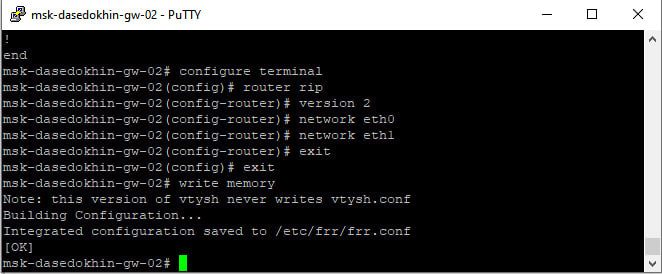 msk-dasedokhin-gw-02 - PuTTY
!
end
msk-dasedokhin-gw-02# configure terminal
msk-dasedokhin-gw-02(config)# router rip
msk-dasedokhin-gw-02(config-router)# version 2
msk-dasedokhin-gw-02(config-router)# network eth0
msk-dasedokhin-gw-02(config-router)# network eth1
msk-dasedokhin-gw-02(config-router)# exit
msk-dasedokhin-gw-02(config)# exit
msk-dasedokhin-gw-02# write memory
Note: this version of vtysh never writes vtysh.conf
Building Configuration...
Integrated configuration saved to /etc/frr/frr.conf
[OK]
msk-dasedokhin-gw-02#